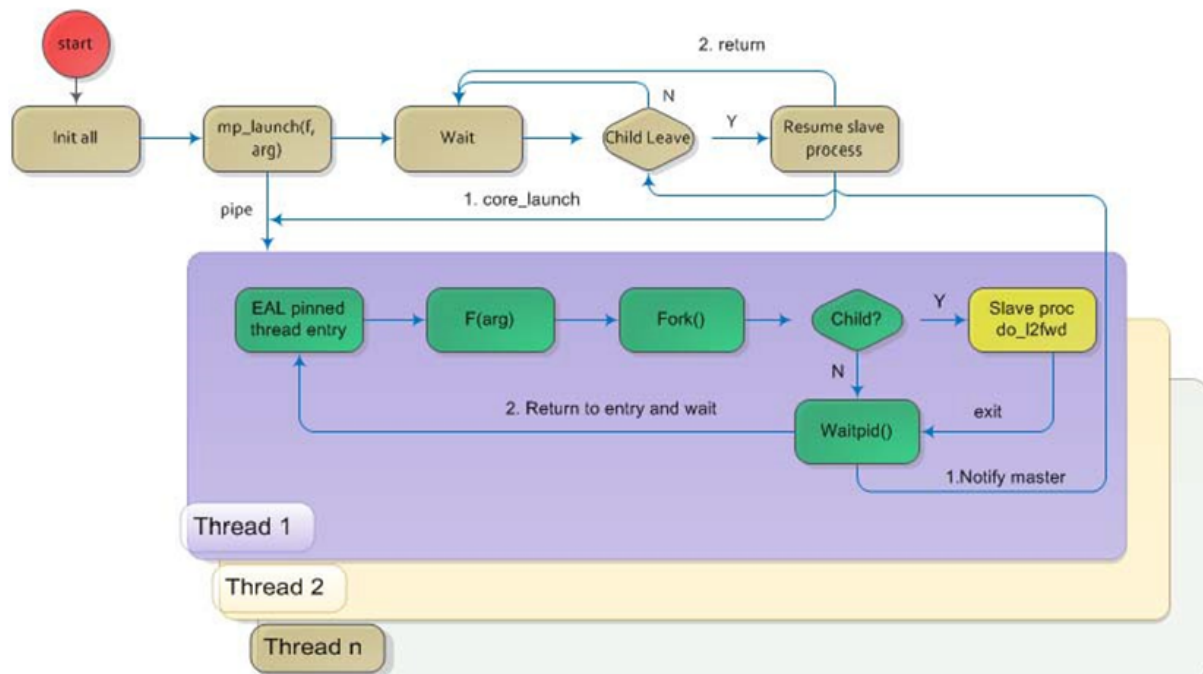 start
2. return
Init all
mp_launch(f,
arg)
Wait
N
Child Leave
Y
Resume slave
process
pipe
1. core_launch
EAL pinned
thread entry
F(arg)
Fork()
Child?
Y
Slave proc
do_l2fwd
N
2. Return to entry and wait
Waitpid()
exit
1.Notify master
Thread 1
Thread 2
Thread n